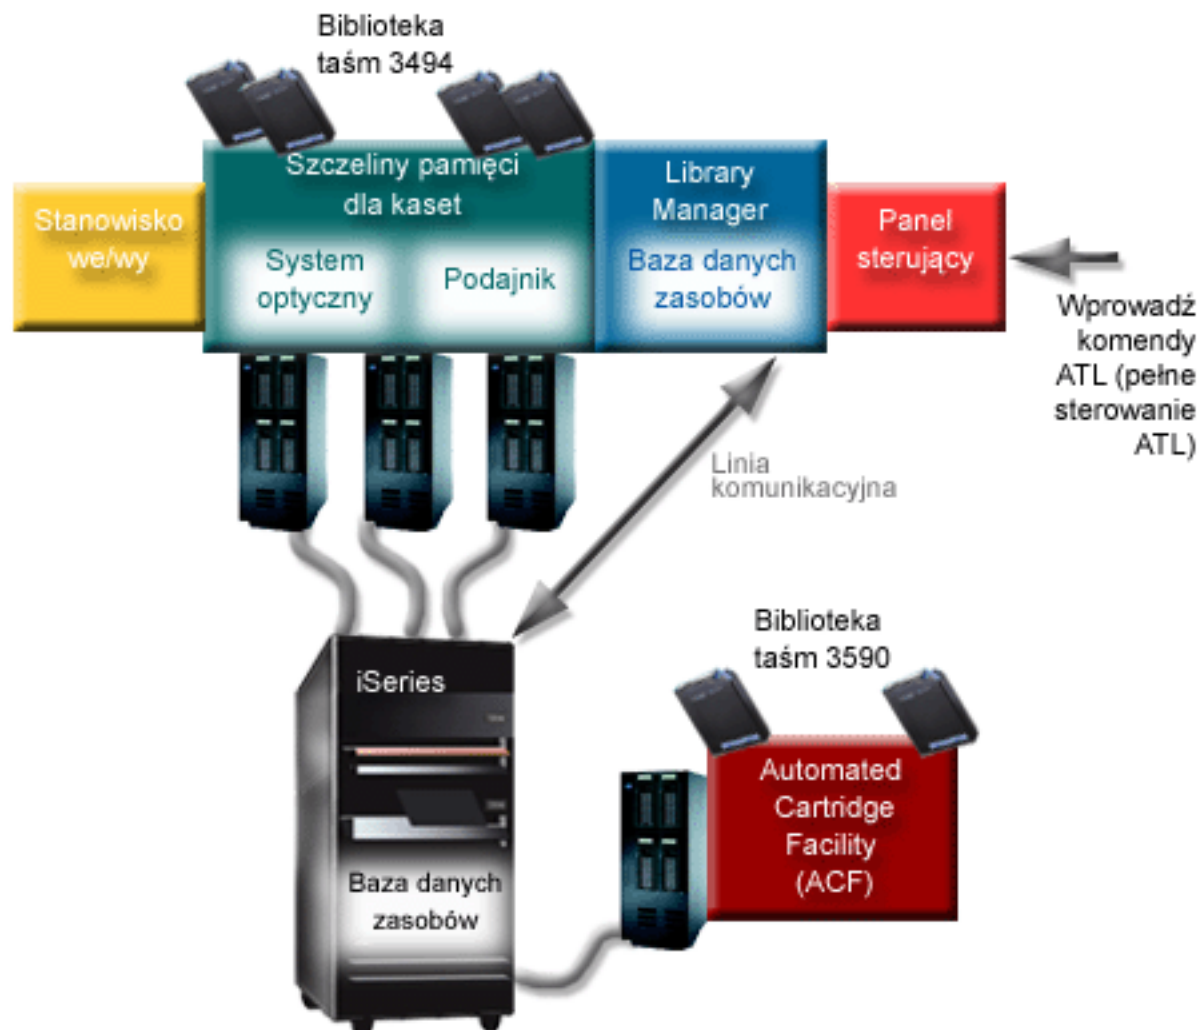 Biblioteka
taśm 3494
Szczeliny pamięci
dla kaset
System
optyczny
Podajnik
Library
Manager
Baza danych
zasobów
Stanowisko
we/wy
Panel
sterujący
Wprowadź
komendy
ATL (pełne
sterowanie
ATL)
Linia
komunikacyjna
iSeries
Baza danych
zasobów
Biblioteka
taśm 3590
Automated
Cartridge
Facility
(ACF)